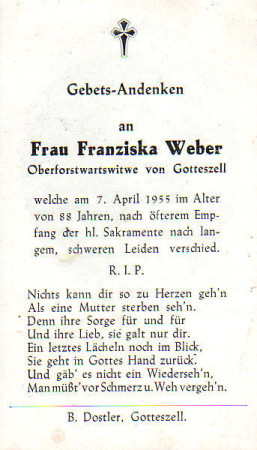 Gebets-Andenken
an
Frau Franziska Weber
Oberforstwartswitwe von Gotteszell
welche am 7. April 1955 im Alter
von 88 Jahren, nach öfterem Emp-
fang der hl. Sakramente nach lan-
gem, schweren Leiden verschied.
R. I. P.
Nichts kann dir so zu Herzen geh'n
Als eine Mutter sterben seh'n.
Denn ihre Sorge für und für
Und ihre Lieb, sie galt nur dir.
Ein letztes Lächeln noch im Blick,
Sie geht in Gottes Hand zurück.
Und gäb' es nicht ein Wiederseh'n,
Man müßt' vor Schmerz u. Weh vergeh'n.
B. Dostler, Gotteszell.